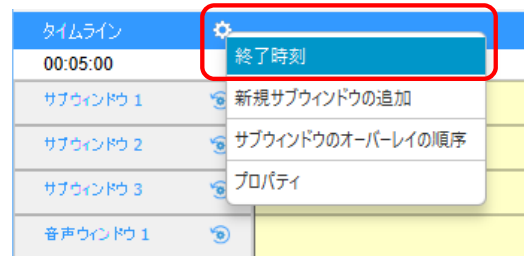 タイムライン
00:05:00
サブウィンドウ 1
サブウィンドウ 2
サブウィンドウ 3
音声ウィンドウ 1
終了時刻
新規サブウィンドウの追加
サブウィンドウのオーバーレイの順序
プロパティ